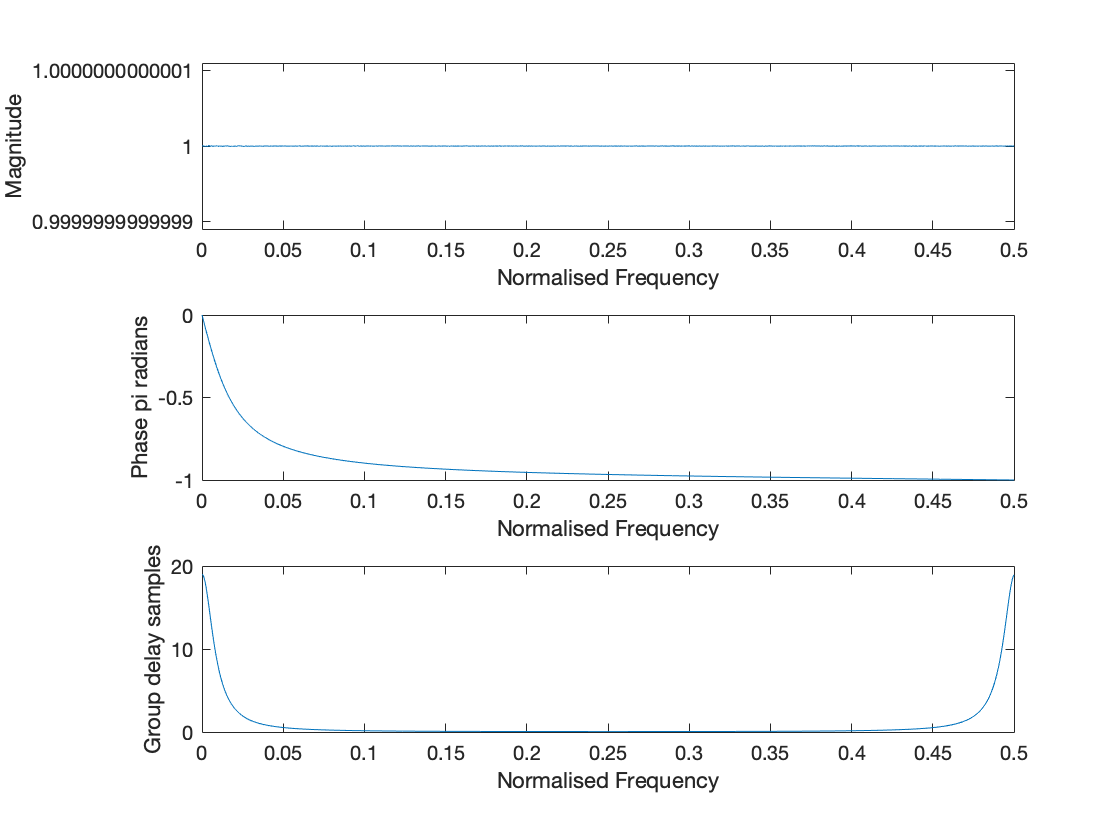 Magnitude
1.0000000000001
1
0.9999999999999
0 0.05 0.1 0.15 0.2 0.25 0.3 0.35 0.4 0.45 0.5
Normalised Frequency
Phase pi radians
0
-0.5
-1
0 0.05 0.1 0.15 0.2 0.25 0.3 0.35 0.4 0.45 0.5
Normalised Frequency
Group delay samples
20
10
0
0 0.05 0.1 0.15 0.2 0.25 0.3 0.35 0.4 0.45 0.5
Normalised Frequency